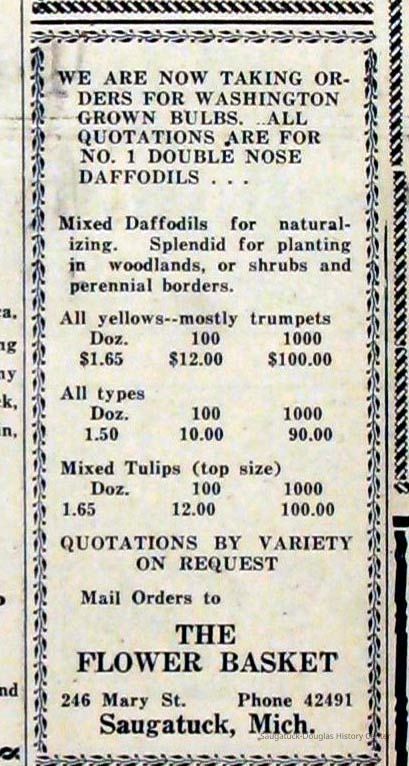 WE ARE NOW TAKING OR-
DERS FOR WASHINGTON
GROWN BULBS. ..ALL
QUOTATIONS ARE FOR
NO. 1 DOUBLE NOSE
DAFFODILS . . .
Mixed Daffodils for natural-
izing. Splendid for planting
in woodlands, or shrubs and
perennial borders.
All yellows--mostly trumpets
Doz. 100 1000
$1.65 $12.00 $100.00
All types
Doz. 100 1000
1.50 10.00 90.00
Mixed Tulips (top size)
Doz. 100 1000
1.65 12.00 100.00
QUOTATIONS BY VARIETY
ON REQUEST
Mail Orders to
THE
FLOWER BASKET
246 Mary St. Phone 42491
Saugatuck, Mich.
Saugatuck-Douglas History Center